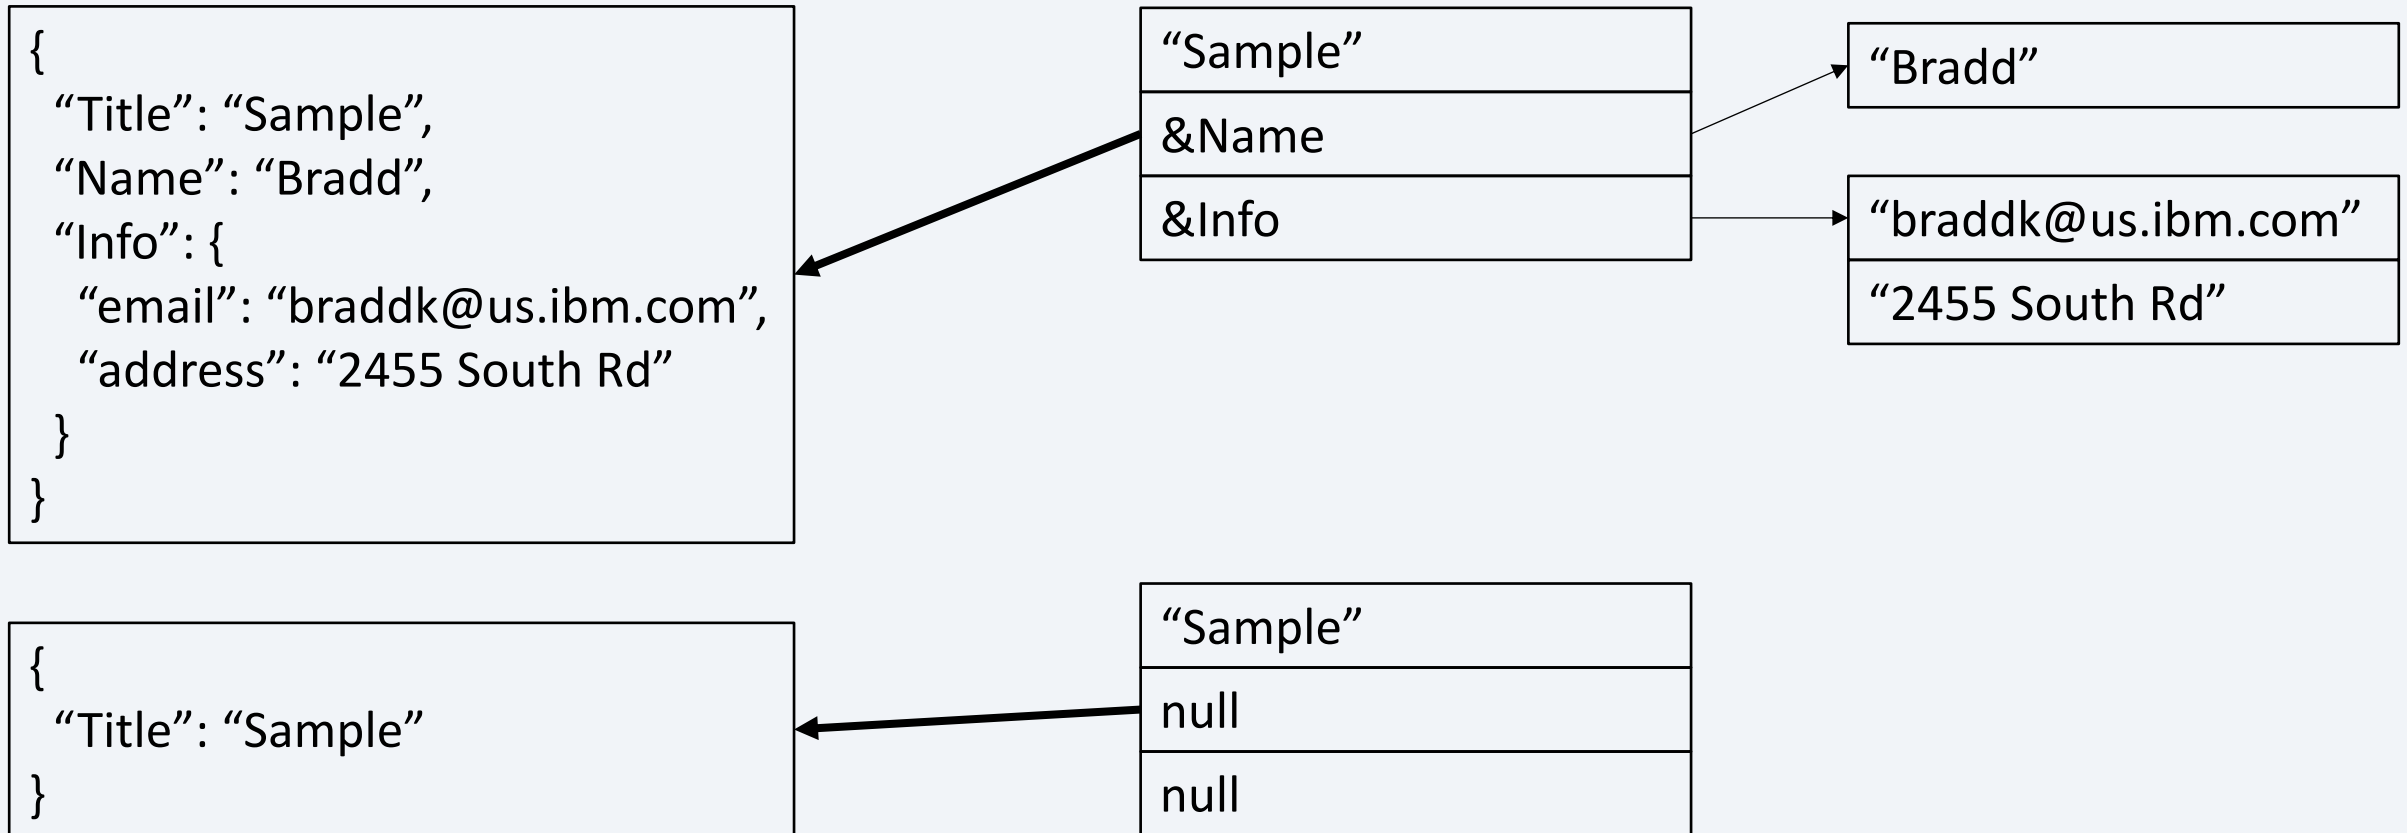 {
“Title”: “Sample”,
“Name”: “Bradd”,
“Info”: {
“email”: “braddk@us.ibm.com”,
“address”: “2455 South Rd”
}
}
“Sample”
&Name
&Info
“Bradd”
“braddk@us.ibm.com”
“2455 South Rd”
{
“Title”: “Sample”
}
“Sample”
null
null